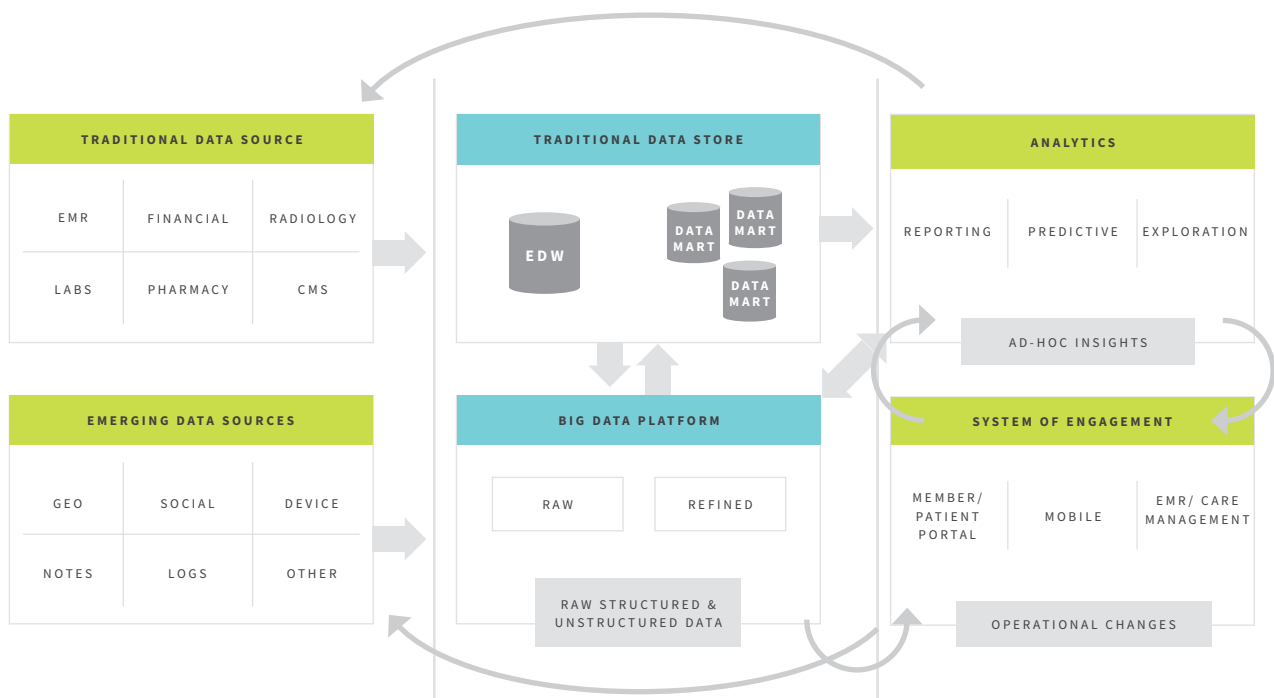 TRADITIONAL DATA SOURCE
EMR
FINANCIAL
RADIOLOGY
LABS
PHARMACY
CMS
TRADITIONAL DATA STORE
EDW
DATA
MART
DATA
MART
DATA
MART
ANALYTICS
REPORTING
PREDICTIVE
EXPLORATION
AD-HOC INSIGHTS
EMERGING DATA SOURCES
GEO
SOCIAL
DEVICE
NOTES
LOGS
OTHER
BIG DATA PLATFORM
RAW
REFINED
RAW STRUCTURED &
UNSTRUCTURED DATA
SYSTEM OF ENGAGEMENT
MEMBER/
PATIENT
PORTAL
MOBILE
EMR/ CARE
MANAGEMENT
OPERATIONAL CHANGES